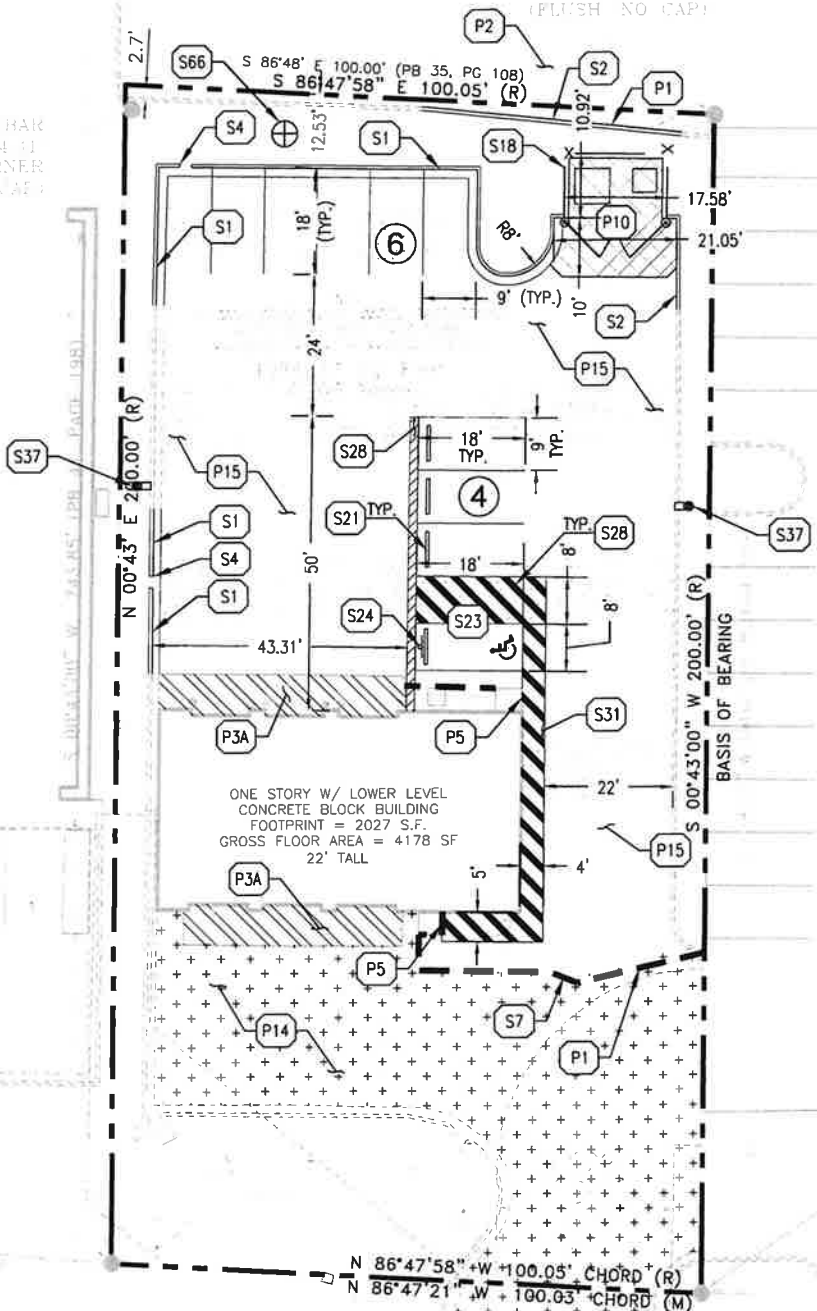 (FLUSH NO CAP)
P2
2.7'
S66
S 86°48' E 100.00' (PB 35, PG 108)
S 86°47'58" E 100.05' (R)
S2
P1
S4
12.53'
S1
10.92'
S18
X
X
17.58'
S1
18'
(TYP.)
6
R8'
P10
21.05'
9' (TYP.)
10'
S2
24'
P15
N 00°43' E 200.00' (R)
S28
18'
TYP.
9'
TYP.
S37
P15
4
S37
S1
S21
TYP.
TYP.
S28
S4
50'
18'
8'
S1
S24
S23
8'
43.31'
S 00°43'00" W 200.00' (R)
BASIS OF BEARING
P3A
P5
S31
ONE STORY W/ LOWER LEVEL
CONCRETE BLOCK BUILDING
FOOTPRINT = 2027 S.F.
GROSS FLOOR AREA = 4178 SF
22' TALL
22'
P15
P3A
5'
4'
P5
S7
P14
P1
N 86°47'58" W 100.05' CHORD (R)
N 86°47'21" W 100.03' CHORD (M)